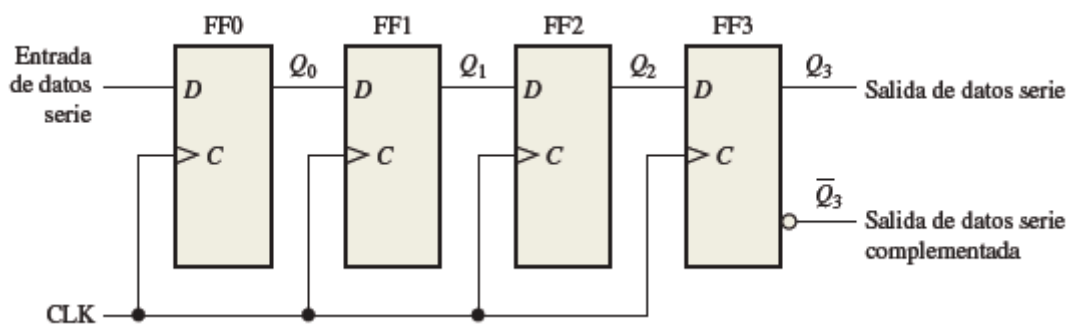 FF0 FF1 FF2 FF3
Entrada
de datos
serie
D Q0 D Q1 D Q2 D Q3
Salida de datos serie
C C C C
Q̅3
Salida de datos serie
complementada
CLK